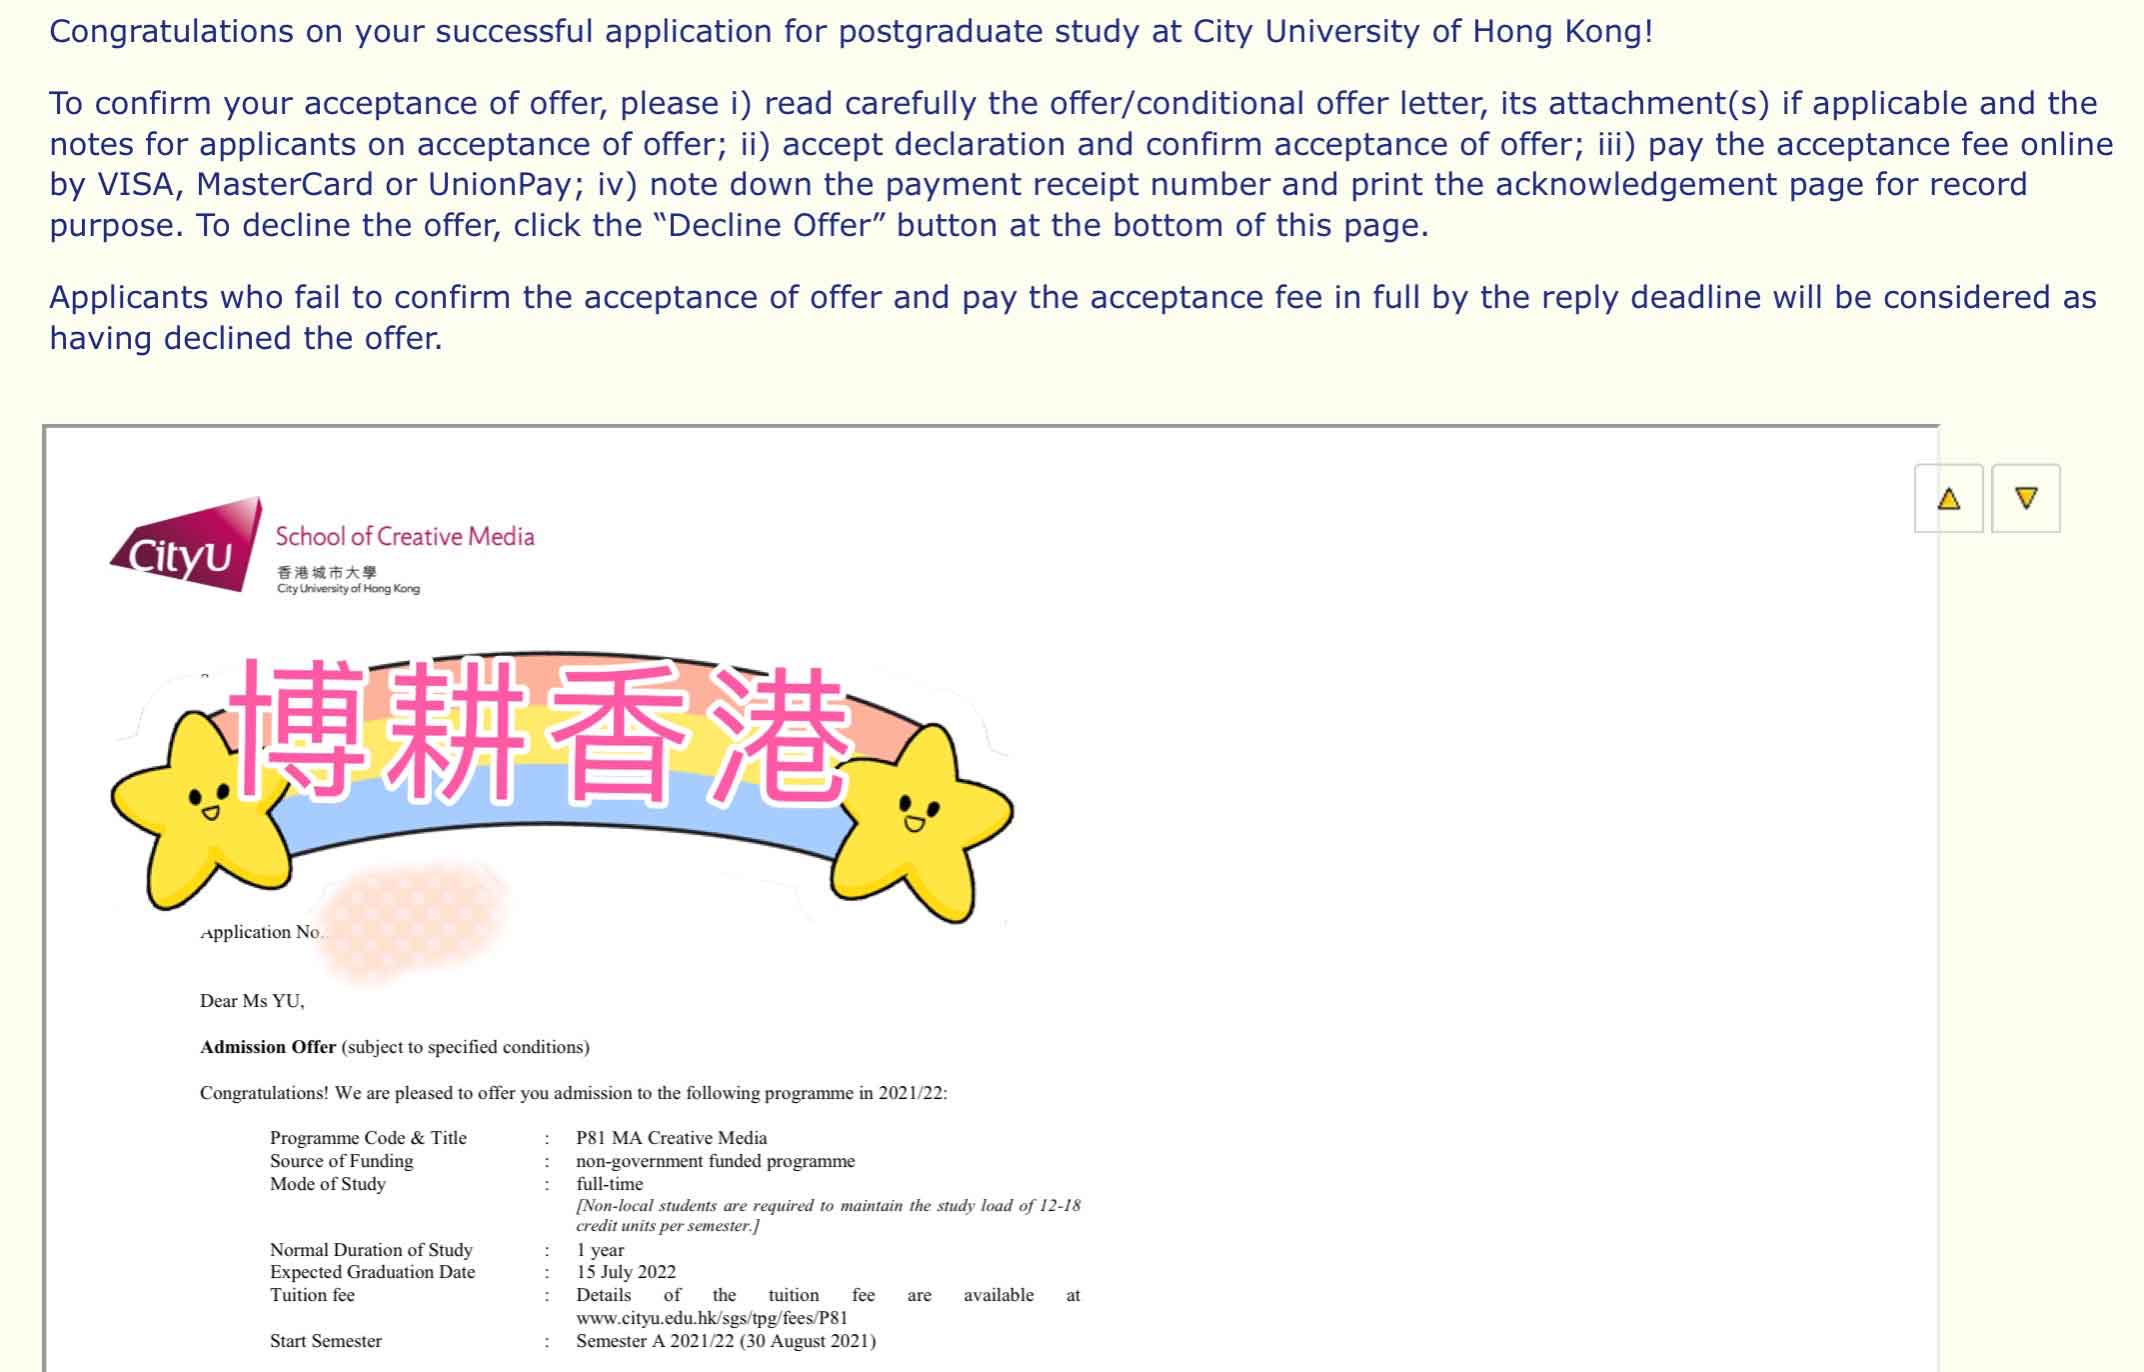 Congratulations on your successful application for postgraduate study at City University of Hong Kong!
To confirm your acceptance of offer, please i) read carefully the offer/conditional offer letter, its attachment(s) if applicable and the
notes for applicants on acceptance of offer; ii) accept declaration and confirm acceptance of offer; iii) pay the acceptance fee online
by VISA, MasterCard or UnionPay; iv) note down the payment receipt number and print the acknowledgement page for record
purpose. To decline the offer, click the “Decline Offer” button at the bottom of this page.
Applicants who fail to confirm the acceptance of offer and pay the acceptance fee in full by the reply deadline will be considered as
having declined the offer.
CityU
School of Creative Media
香港城市大學
City University of Hong Kong
博耕香港
Application No.
Dear Ms YU,
Admission Offer (subject to specified conditions)
Congratulations! We are pleased to offer you admission to the following programme in 2021/22:
Programme Code & Title : P81 MA Creative Media
Source of Funding : non-government funded programme
Mode of Study : full-time
[Non-local students are required to maintain the study load of 12-18
credit units per semester.]
Normal Duration of Study : 1 year
Expected Graduation Date : 15 July 2022
Tuition fee : Details of the tuition fee are available at
www.cityu.edu.hk/sgs/tpg/fees/P81
Start Semester : Semester A 2021/22 (30 August 2021)